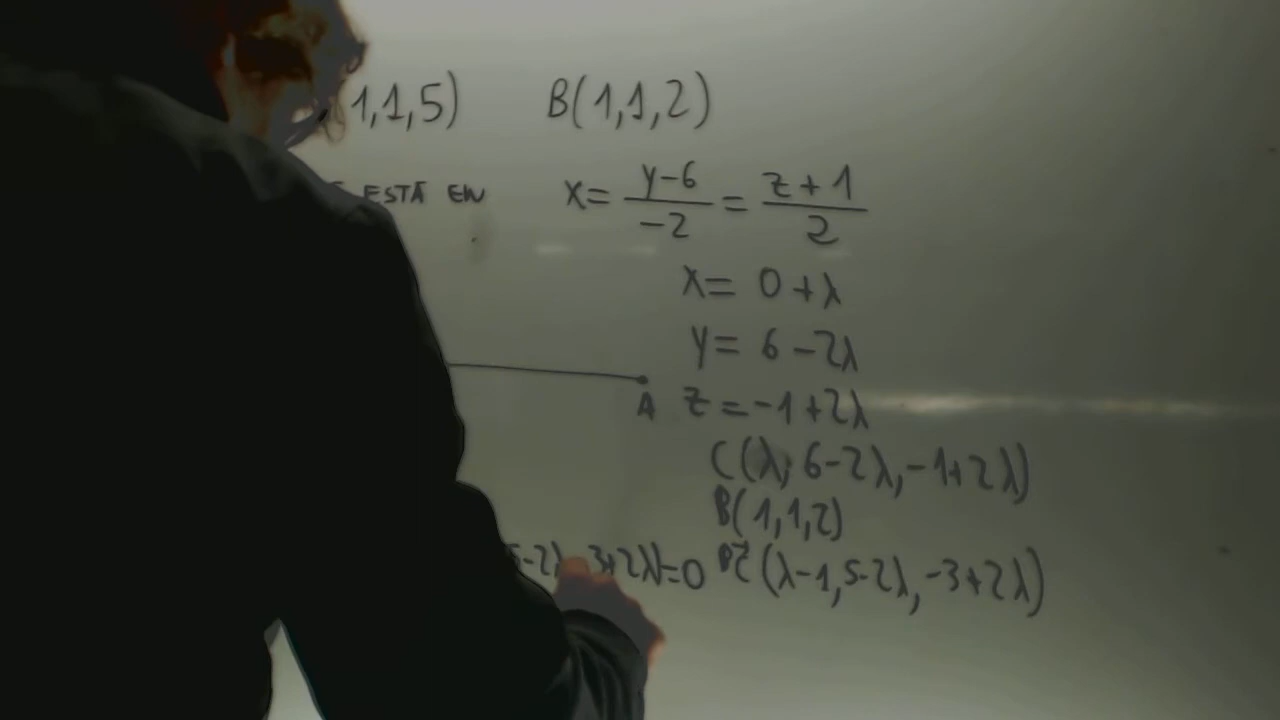 1,1,5) B(1,1,2)
ESTÁ EN x= y-6/-2 = z+1/2
x= 0+λ
y= 6-2λ
A z=-1+2λ
C(λ, 6-2λ, -1+2λ)
B(1,1,2)
-2λ 3+2λ)=0 BC(λ-1, 5-2λ, -3+2λ)